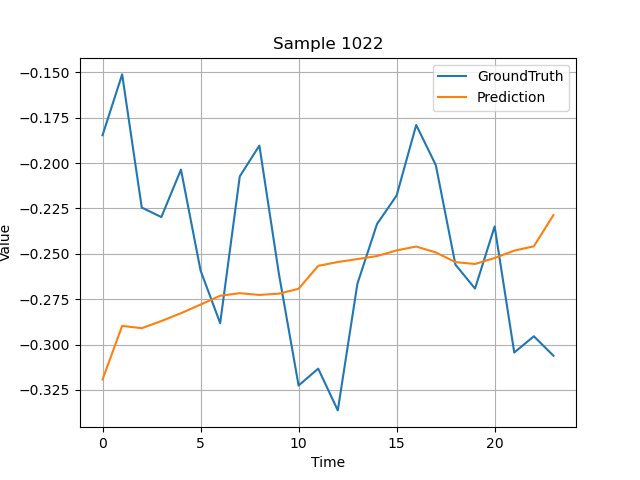 Sample 1022
GroundTruth
Prediction
−0.150
−0.175
−0.200
−0.225
−0.250
−0.275
−0.300
−0.325
Value
0 5 10 15 20
Time